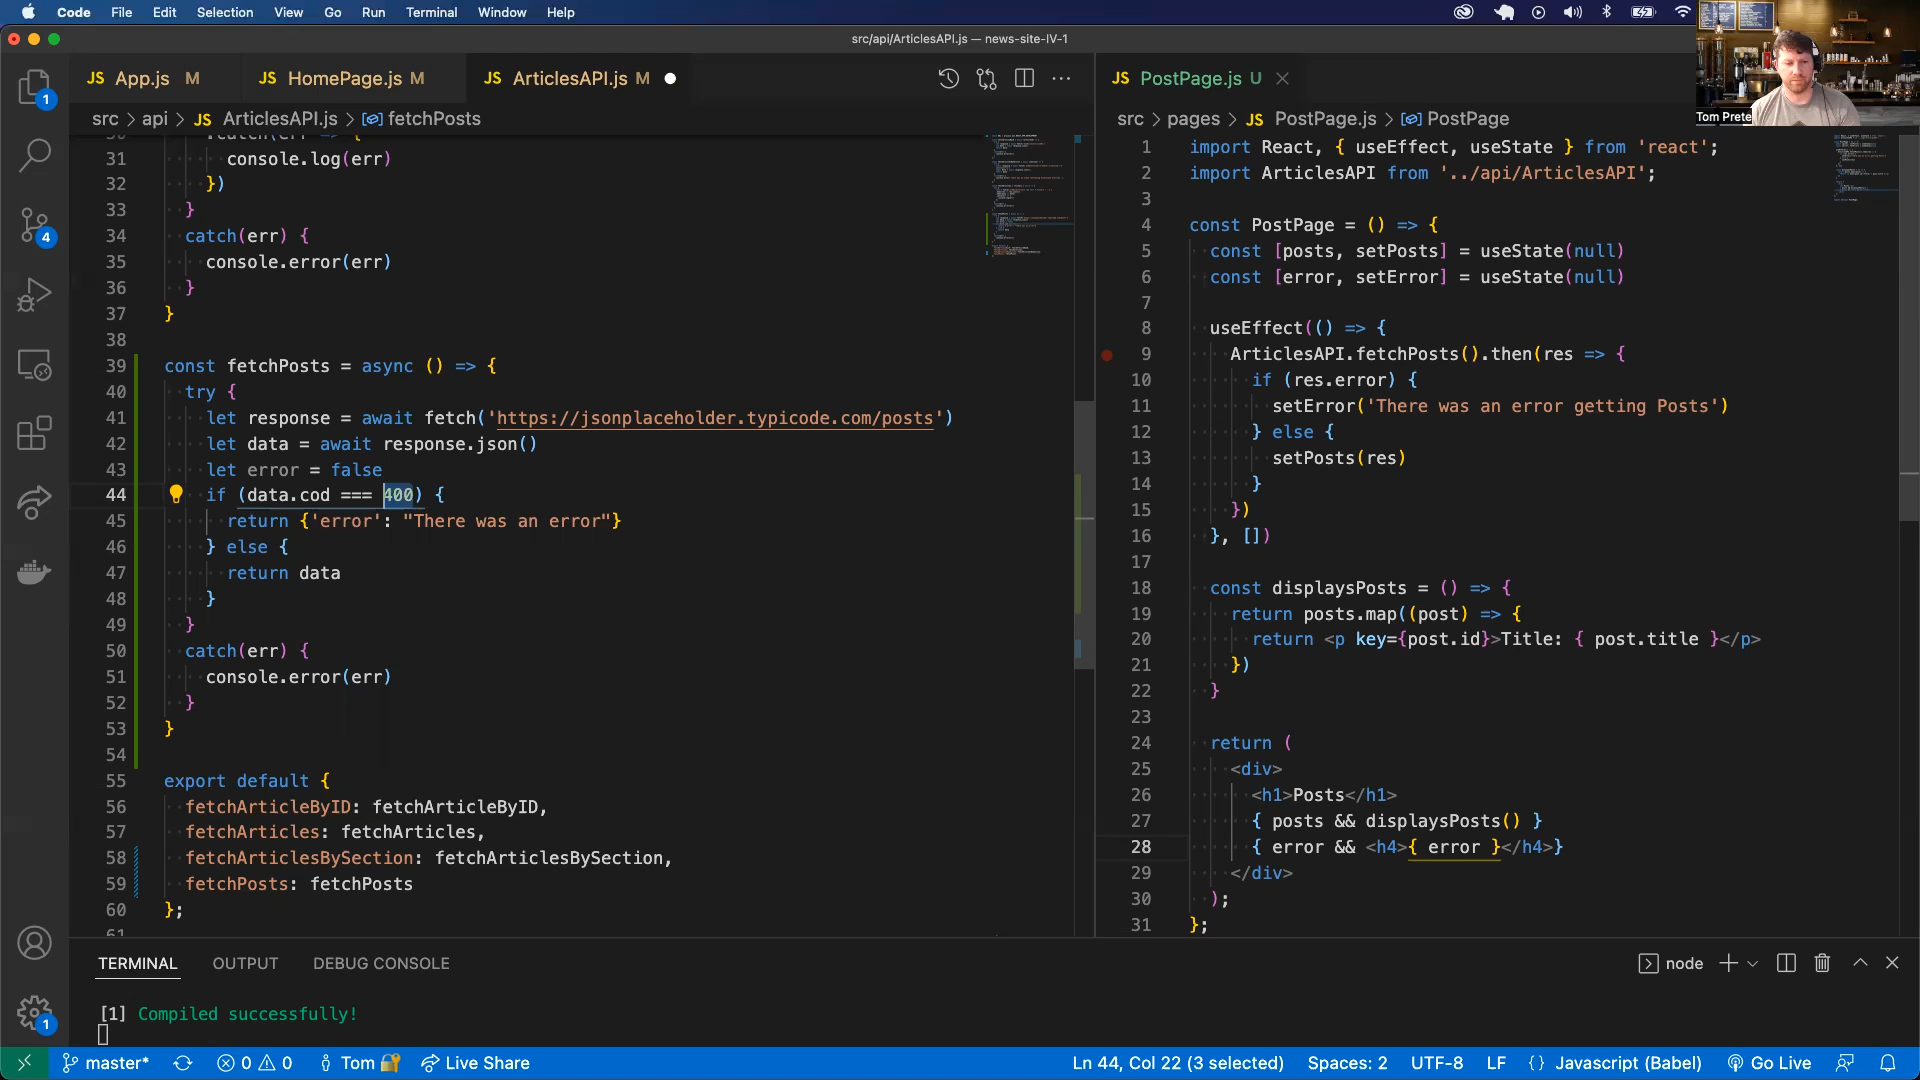 Code File Edit Selection View Go Run Terminal Window Help
src/api/ArticlesAPI.js — news-site-IV-1
JS App.js M JS HomePage.js M JS ArticlesAPI.js M
src > api > JS ArticlesAPI.js > fetchPosts
31 console.log(err)
32 })
33 }
34 catch(err) {
35 console.error(err)
36 }
37 }
38
39 const fetchPosts = async () => {
40 try {
41 let response = await fetch('https://jsonplaceholder.typicode.com/posts')
42 let data = await response.json()
43 let error = false
44 if (data.cod === 400) {
45 return {'error': "There was an error"}
46 } else {
47 return data
48 }
49 }
50 catch(err) {
51 console.error(err)
52 }
53 }
54
55 export default {
56 fetchArticleByID: fetchArticleByID,
57 fetchArticles: fetchArticles,
58 fetchArticlesBySection: fetchArticlesBySection,
59 fetchPosts: fetchPosts
60 };
61
JS PostPage.js U
src > pages > JS PostPage.js > PostPage
1 import React, { useEffect, useState } from 'react';
2 import ArticlesAPI from '../api/ArticlesAPI';
3
4 const PostPage = () => {
5 const [posts, setPosts] = useState(null)
6 const [error, setError] = useState(null)
7
8 useEffect(() => {
9 ArticlesAPI.fetchPosts().then(res => {
10 if (res.error) {
11 setError('There was an error getting Posts')
12 } else {
13 setPosts(res)
14 }
15 })
16 }, [])
17
18 const displaysPosts = () => {
19 return posts.map((post) => {
20 return <p key={post.id}>Title: { post.title }</p>
21 })
22 }
23
24 return (
25 <div>
26 <h1>Posts</h1>
27 { posts && displaysPosts() }
28 { error && <h4>{ error }</h4>}
29 </div>
30 );
31 };
Tom Prete
1
4
1
TERMINAL OUTPUT DEBUG CONSOLE
node
[1] Compiled successfully!
master* 0 0 Tom Live Share
Ln 44, Col 22 (3 selected) Spaces: 2 UTF-8 LF {} Javascript (Babel) Go Live